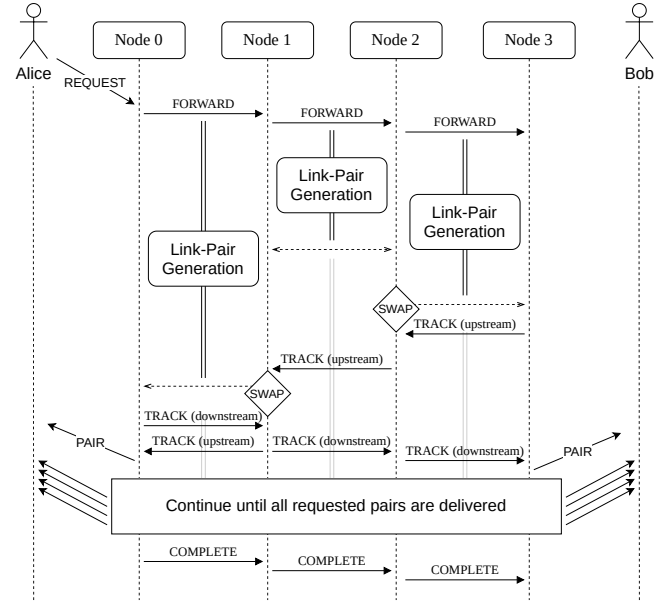 Node 0
Node 1
Node 2
Node 3
Alice
Bob
REQUEST
FORWARD
FORWARD
FORWARD
Link-Pair
Generation
Link-Pair
Generation
Link-Pair
Generation
SWAP
TRACK (upstream)
TRACK (upstream)
SWAP
TRACK (downstream)
PAIR
TRACK (upstream)
TRACK (downstream)
TRACK (downstream)
PAIR
Continue until all requested pairs are delivered
COMPLETE
COMPLETE
COMPLETE